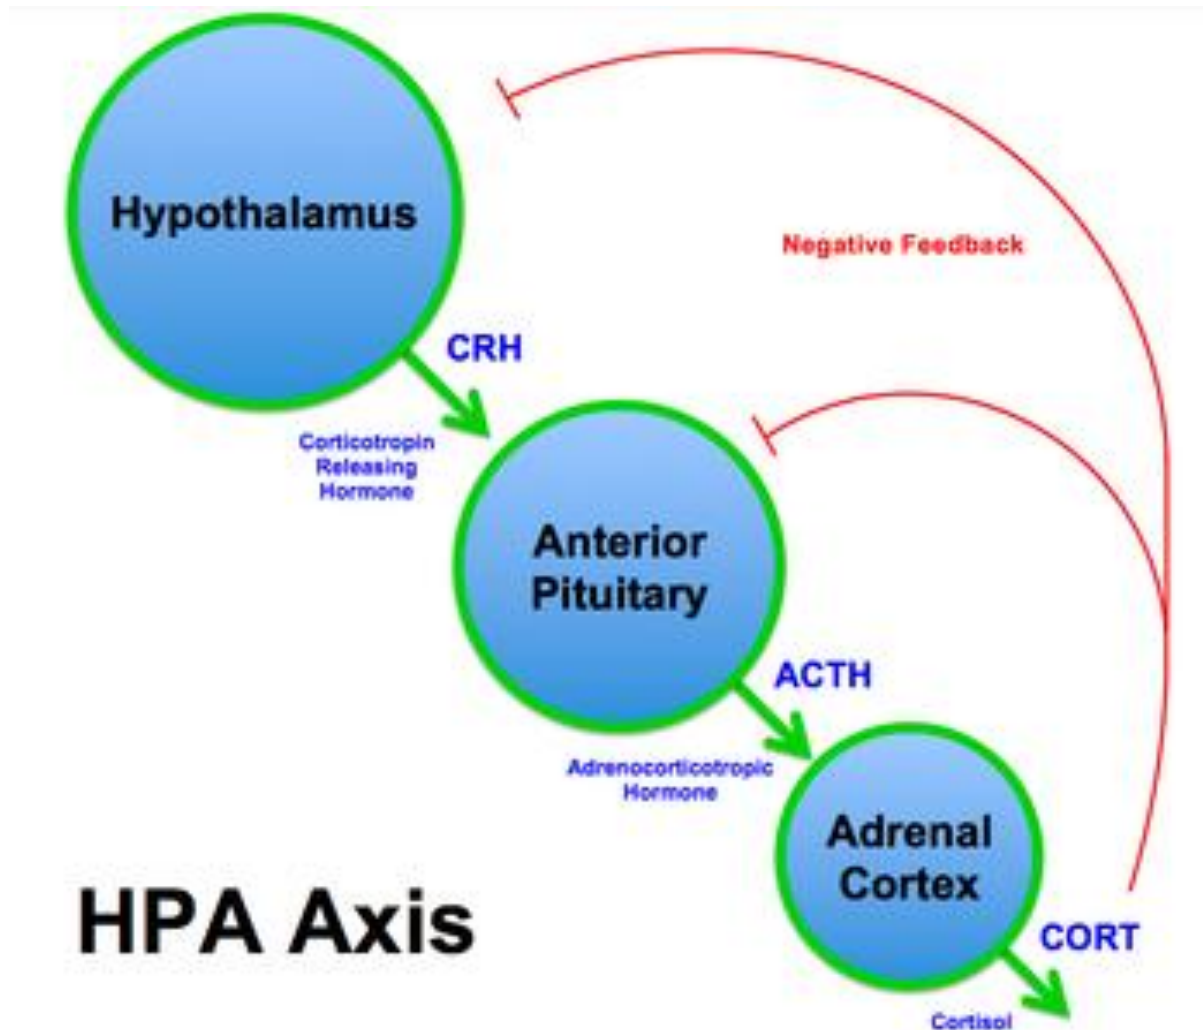 Hypothalamus
Negative Feedback
CRH
Corticotropin
Releasing
Hormone
Anterior
Pituitary
ACTH
Adrenocorticotropic
Hormone
Adrenal
Cortex
HPA Axis
CORT
Cortisol